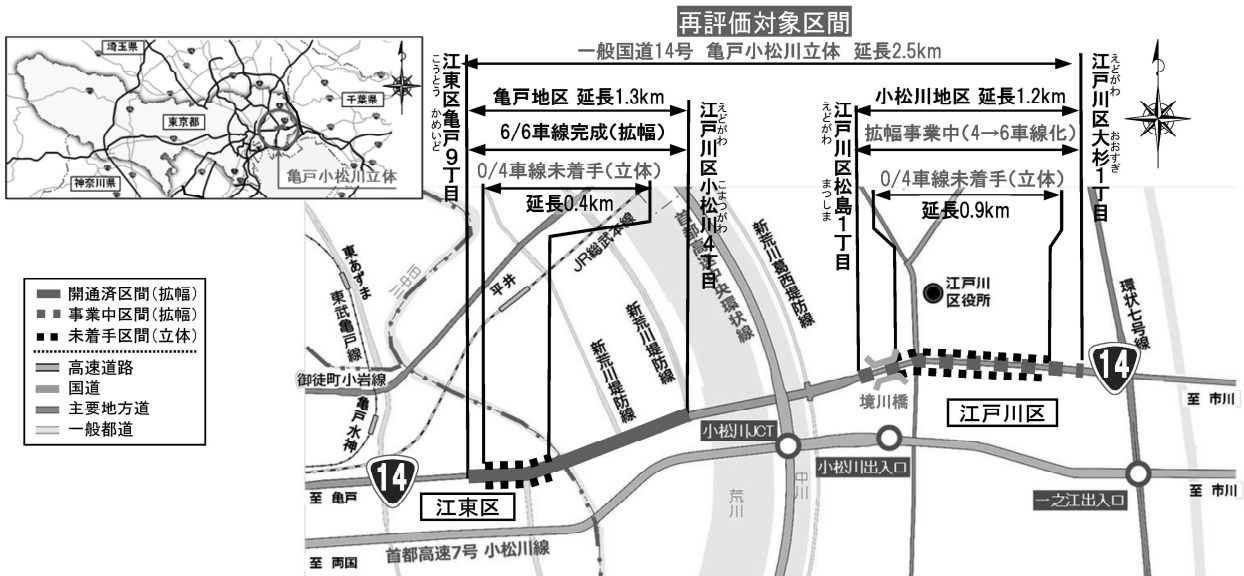 再評価対象区間
一般国道14号 亀戸小松川立体 延長2.5km
埼玉県
千葉県
東京都
神奈川県
亀戸小松川立体
江東区亀戸9丁目
こうとう かめいど
亀戸地区 延長1.3km
6/6車線完成(拡幅)
0/4車線未着手(立体)
延長0.4km
江戸川区小松川4丁目
えどがわ こまつがわ
江戸川区松島1丁目
えどがわ まつしま
小松川地区 延長1.2km
拡幅事業中(4→6車線化)
0/4車線未着手(立体)
延長0.9km
江戸川区大杉1丁目
えどがわ おおすぎ
開通済区間(拡幅)
事業中区間(拡幅)
未着手区間(立体)
高速道路
国道
主要地方道
一般都道
東あずま
東武亀戸線
旧中川
平井
JR総武本線
首都高速中央環状線
新荒川葛西堤防線
新荒川堤防線
新荒川堤防線
御徒町小岩線
亀戸水神
江戸川
区役所
環状七号線
14
14
境川橋
江戸川区
至 市川
小松川JCT
小松川出入口
一之江出入口
至 市川
荒川
中川
至 亀戸
江東区
首都高速7号 小松川線
至 両国